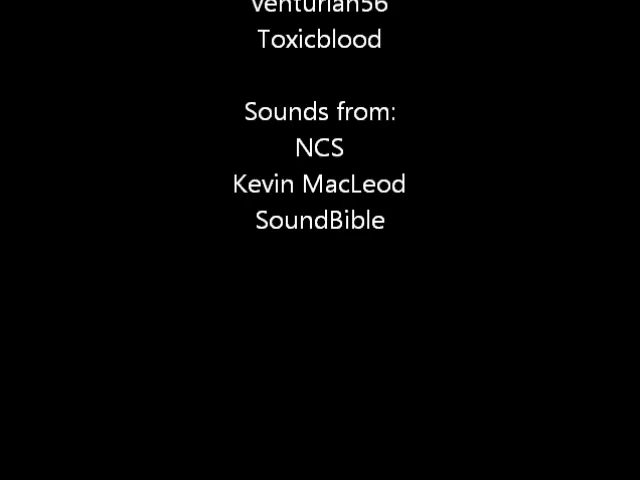 Venturian56
Toxicblood
Sounds from:
NCS
Kevin MacLeod
SoundBible